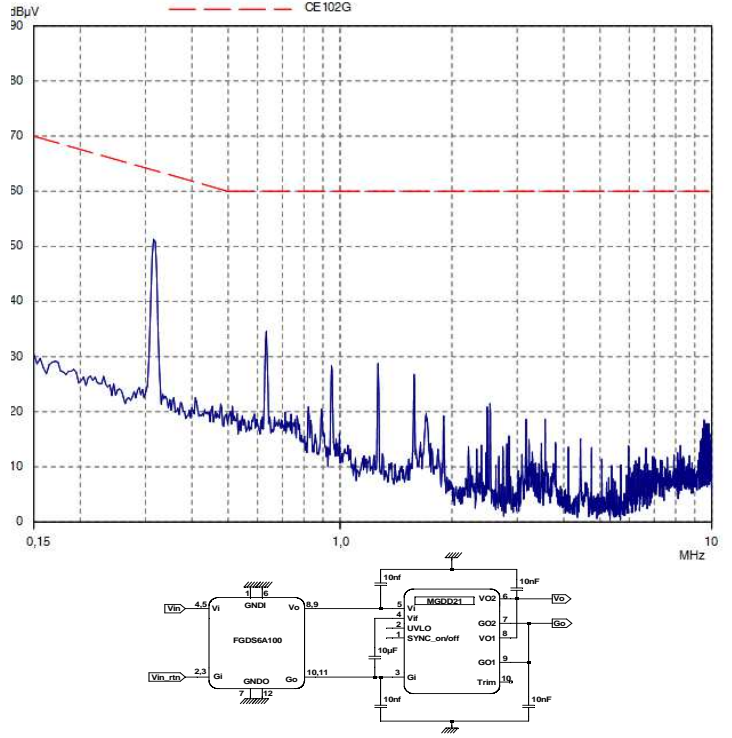 dBµV
CE102G
90
80
70
60
50
40
30
20
10
0
0,15
1,0
10
MHz
10nf
10nF
1 6
GNDI
4,5
Vin
Vi
Vo
8,9
FGDS6A100
2,3
Vin_rtn
Gi
Go
10,11
GNDO
7 12
MGDD21
5
Vi
4
Vif
2
UVLO
1
SYNC_on/off
10µF
3
Gi
VO2
6
Vo
GO2
7
Go
VO1
8
GO1
9
Trim
10
10nf
10nF